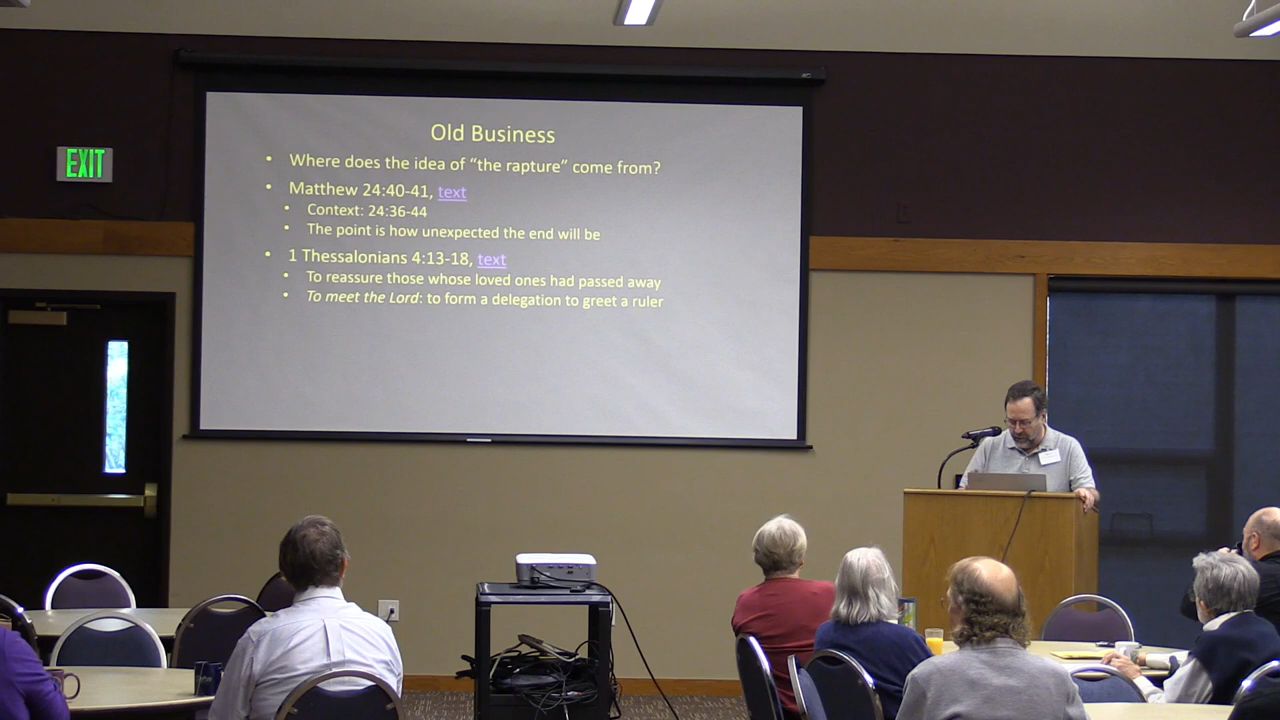 EXIT
Old Business
• Where does the idea of “the rapture” come from?
• Matthew 24:40-41, text
• Context: 24:36-44
• The point is how unexpected the end will be
• 1 Thessalonians 4:13-18, text
• To reassure those whose loved ones had passed away
• To meet the Lord: to form a delegation to greet a ruler